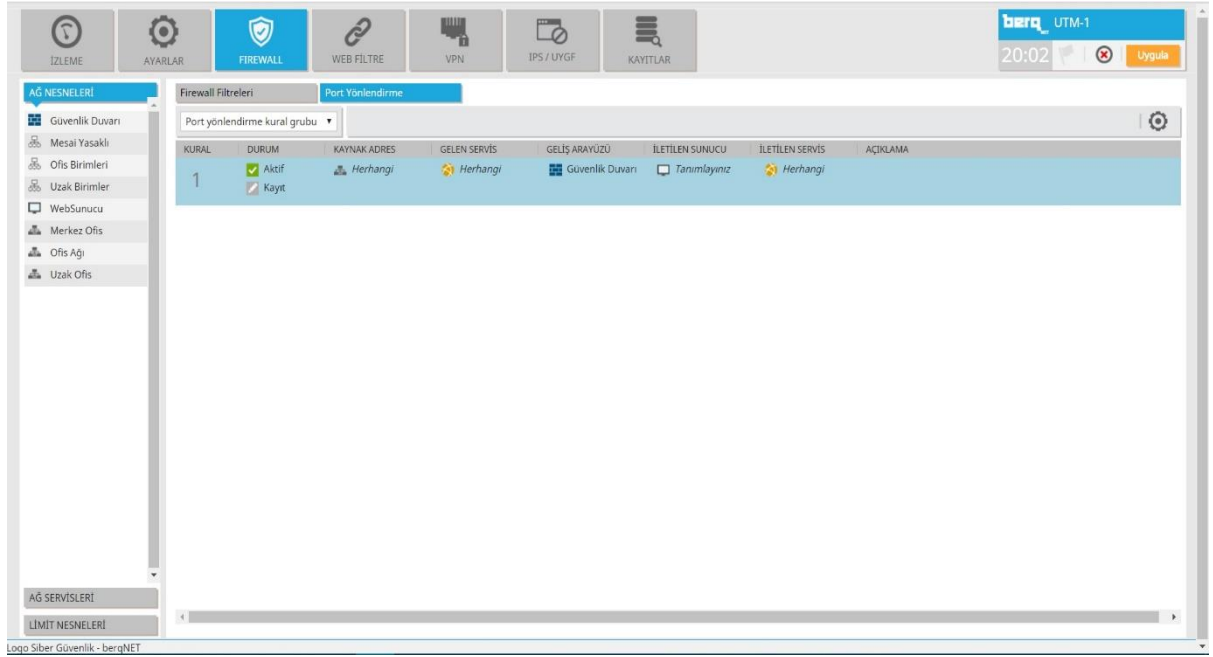 berq UTM-1
İZLEME AYARLAR FIREWALL WEB FİLTRE VPN IPS / UYGF KAYITLAR
20:02 Uygula
AĞ NESNELERİ
Güvenlik Duvarı
Mesai Yasaklı
Ofis Birimleri
Uzak Birimler
WebSunucu
Merkez Ofis
Ofis Ağı
Uzak Ofis
AĞ SERVİSLERİ
LİMİT NESNELERİ
Firewall Filtreleri Port Yönlendirme
Port yönlendirme kural grubu
KURAL DURUM KAYNAK ADRES GELEN SERVİS GELİŞ ARAYÜZÜ İLETİLEN SUNUCU İLETİLEN SERVİS AÇIKLAMA
1 Aktif Herhangi Herhangi Güvenlik Duvarı Tanımlayınız Herhangi
Kayıt
Logo Siber Güvenlik - berqNET